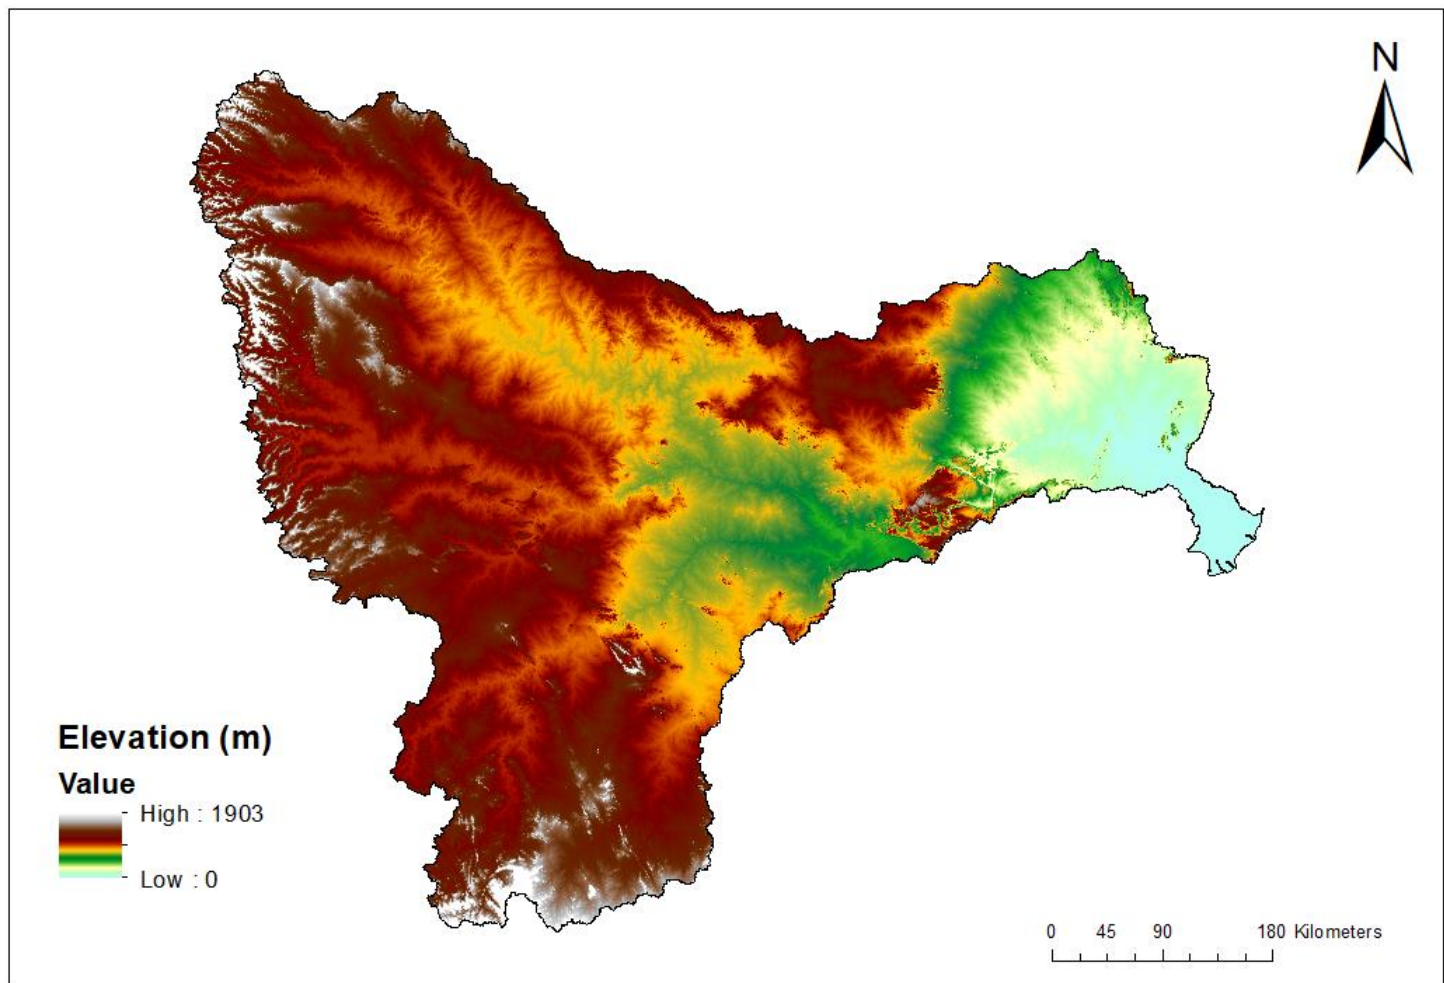 N
Elevation (m)
Value
High : 1903
Low : 0
0 45 90 180 Kilometers